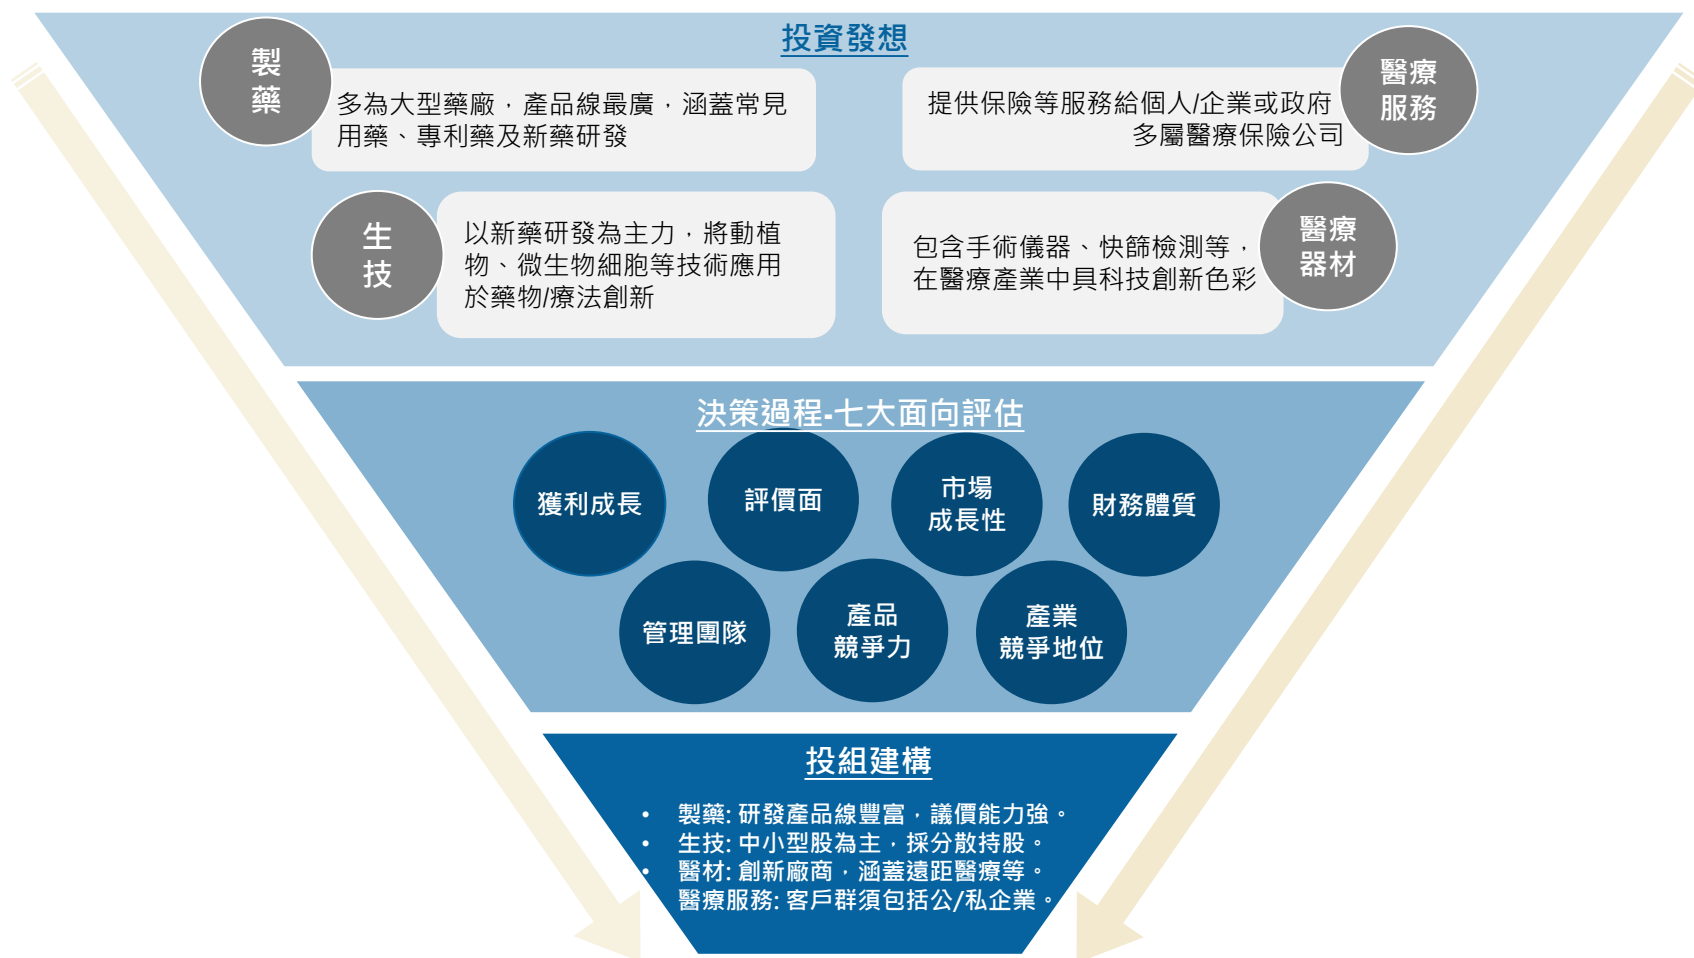 投資發想
製
藥
多為大型藥廠，產品線最廣，涵蓋常見
用藥、專利藥及新藥研發
醫療
服務
提供保險等服務給個人/企業或政府，
多屬醫療保險公司
生
技
以新藥研發為主力，將動植
物、微生物細胞等技術應用
於藥物/療法創新
醫療
器材
包含手術儀器、快篩檢測等，
在醫療產業中具科技創新色彩
決策過程-七大面向評估
獲利成長
評價面
市場
成長性
財務體質
管理團隊
產品
競爭力
產業
競爭地位
投組建構
• 製藥: 研發產品線豐富，議價能力強。
• 生技: 中小型股為主，採分散持股。
• 醫材: 創新廠商，涵蓋遠距醫療等。
醫療服務: 客戶群須包括公/私企業。